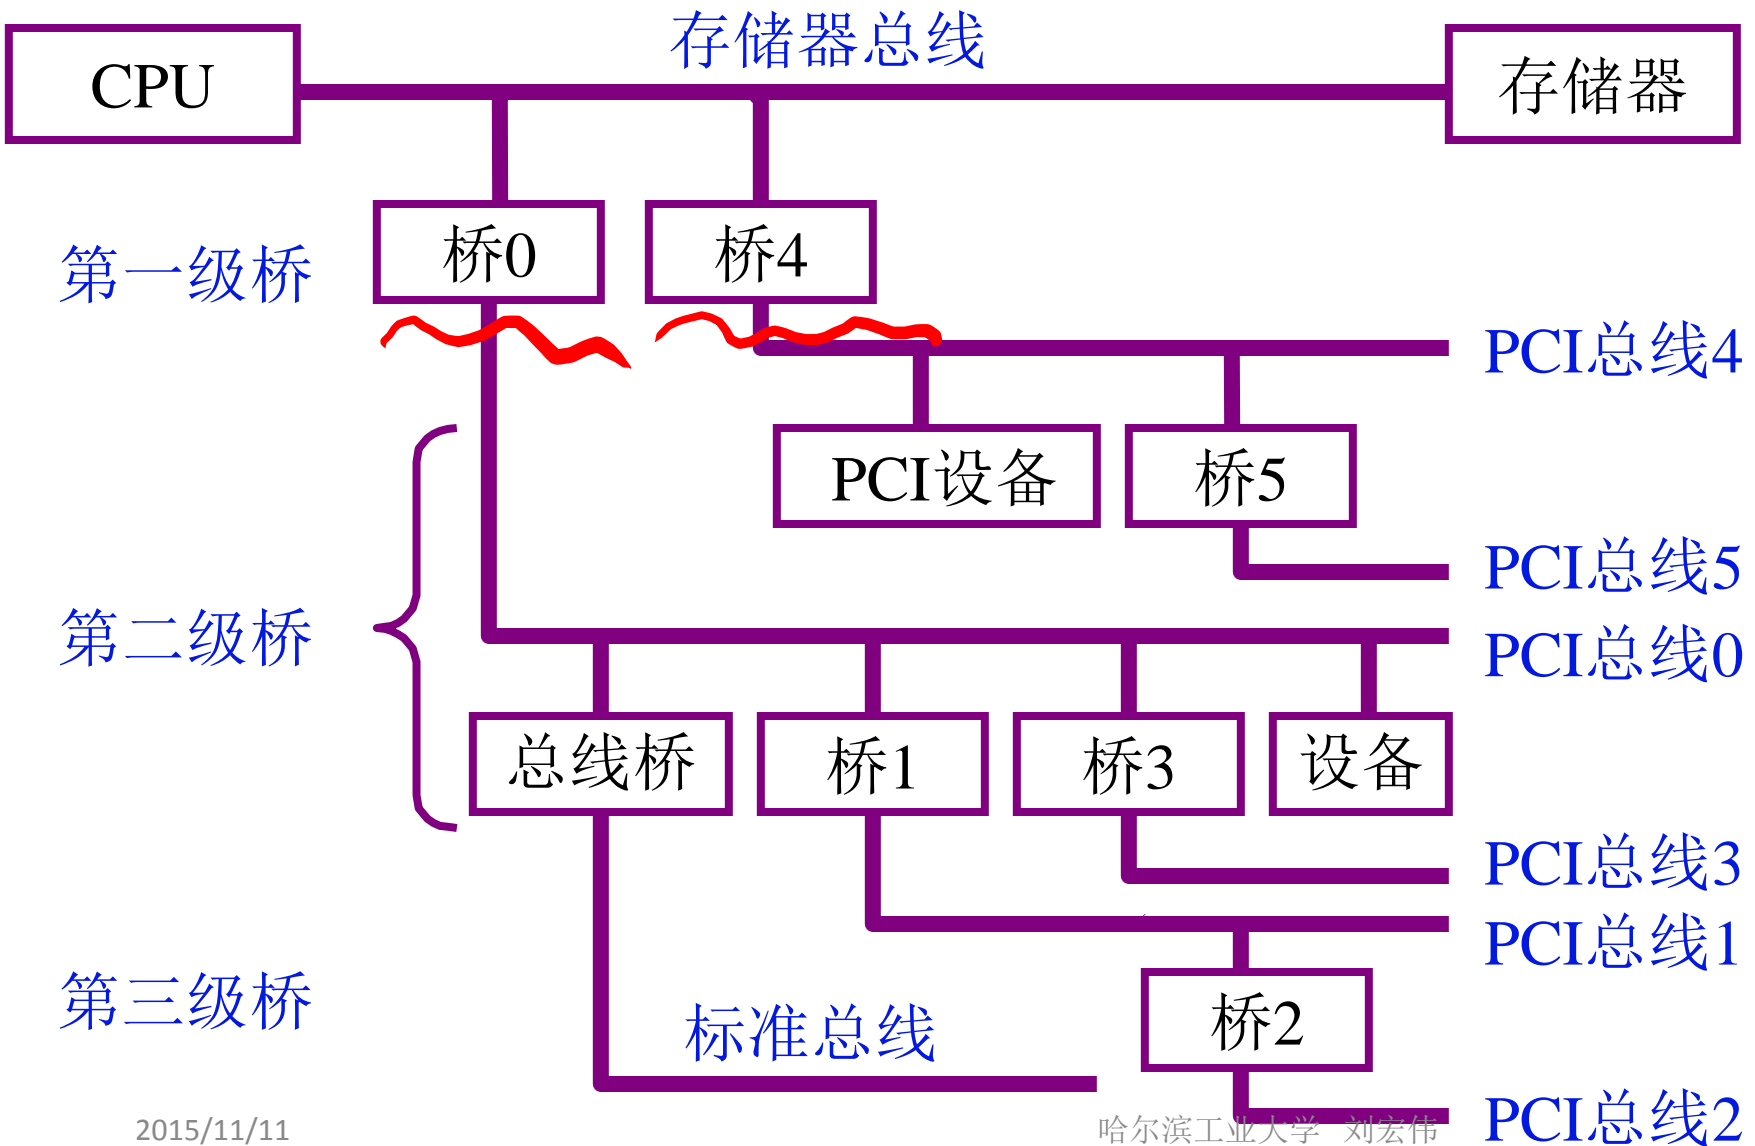 存储器总线
CPU
存储器
桥0
桥4
第一级桥
PCI总线4
PCI设备
桥5
PCI总线5
第二级桥
PCI总线0
总线桥
桥1
桥3
设备
PCI总线3
PCI总线1
第三级桥
标准总线
桥2
PCI总线2
2015/11/11
哈尔滨工业大学 刘宏伟